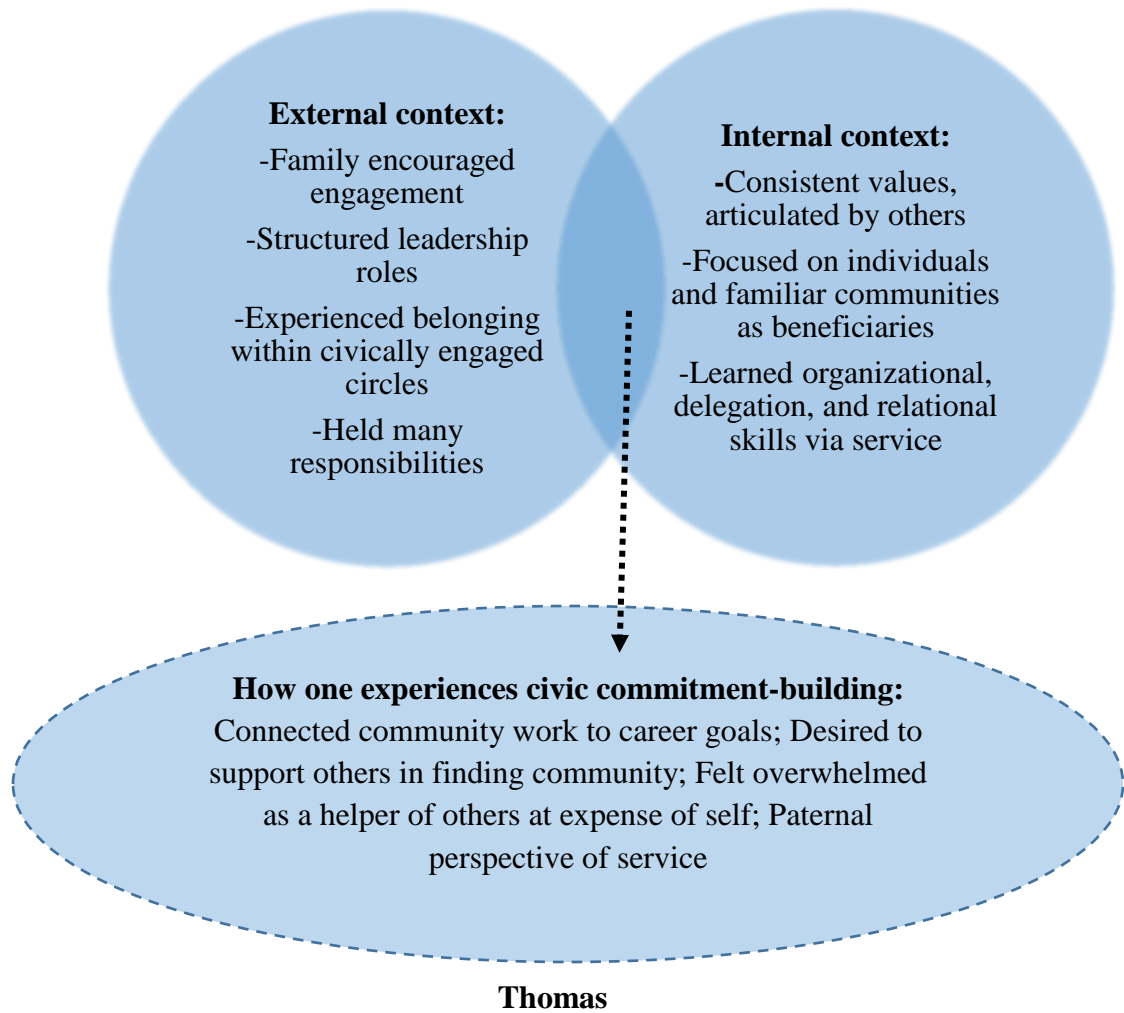 External context:
-Family encouraged
engagement
-Structured leadership
roles
-Experienced belonging
within civically engaged
circles
-Held many
responsibilities
Internal context:
-Consistent values,
articulated by others
-Focused on individuals
and familiar communities
as beneficiaries
-Learned organizational,
delegation, and relational
skills via service
How one experiences civic commitment-building:
Connected community work to career goals; Desired to
support others in finding community; Felt overwhelmed
as a helper of others at expense of self; Paternal
perspective of service
Thomas